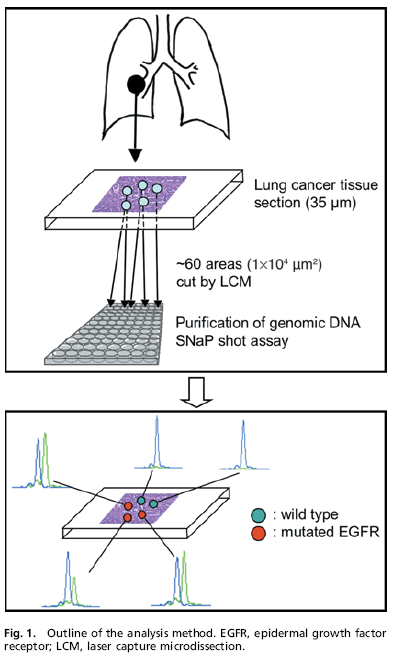 Lung cancer tissue
section (35 μm)
~60 areas (1×10⁴ μm²)
cut by LCM
Purification of genomic DNA
SNaP shot assay
: wild type
: mutated EGFR
Fig. 1. Outline of the analysis method. EGFR, epidermal growth factor
receptor; LCM, laser capture microdissection.